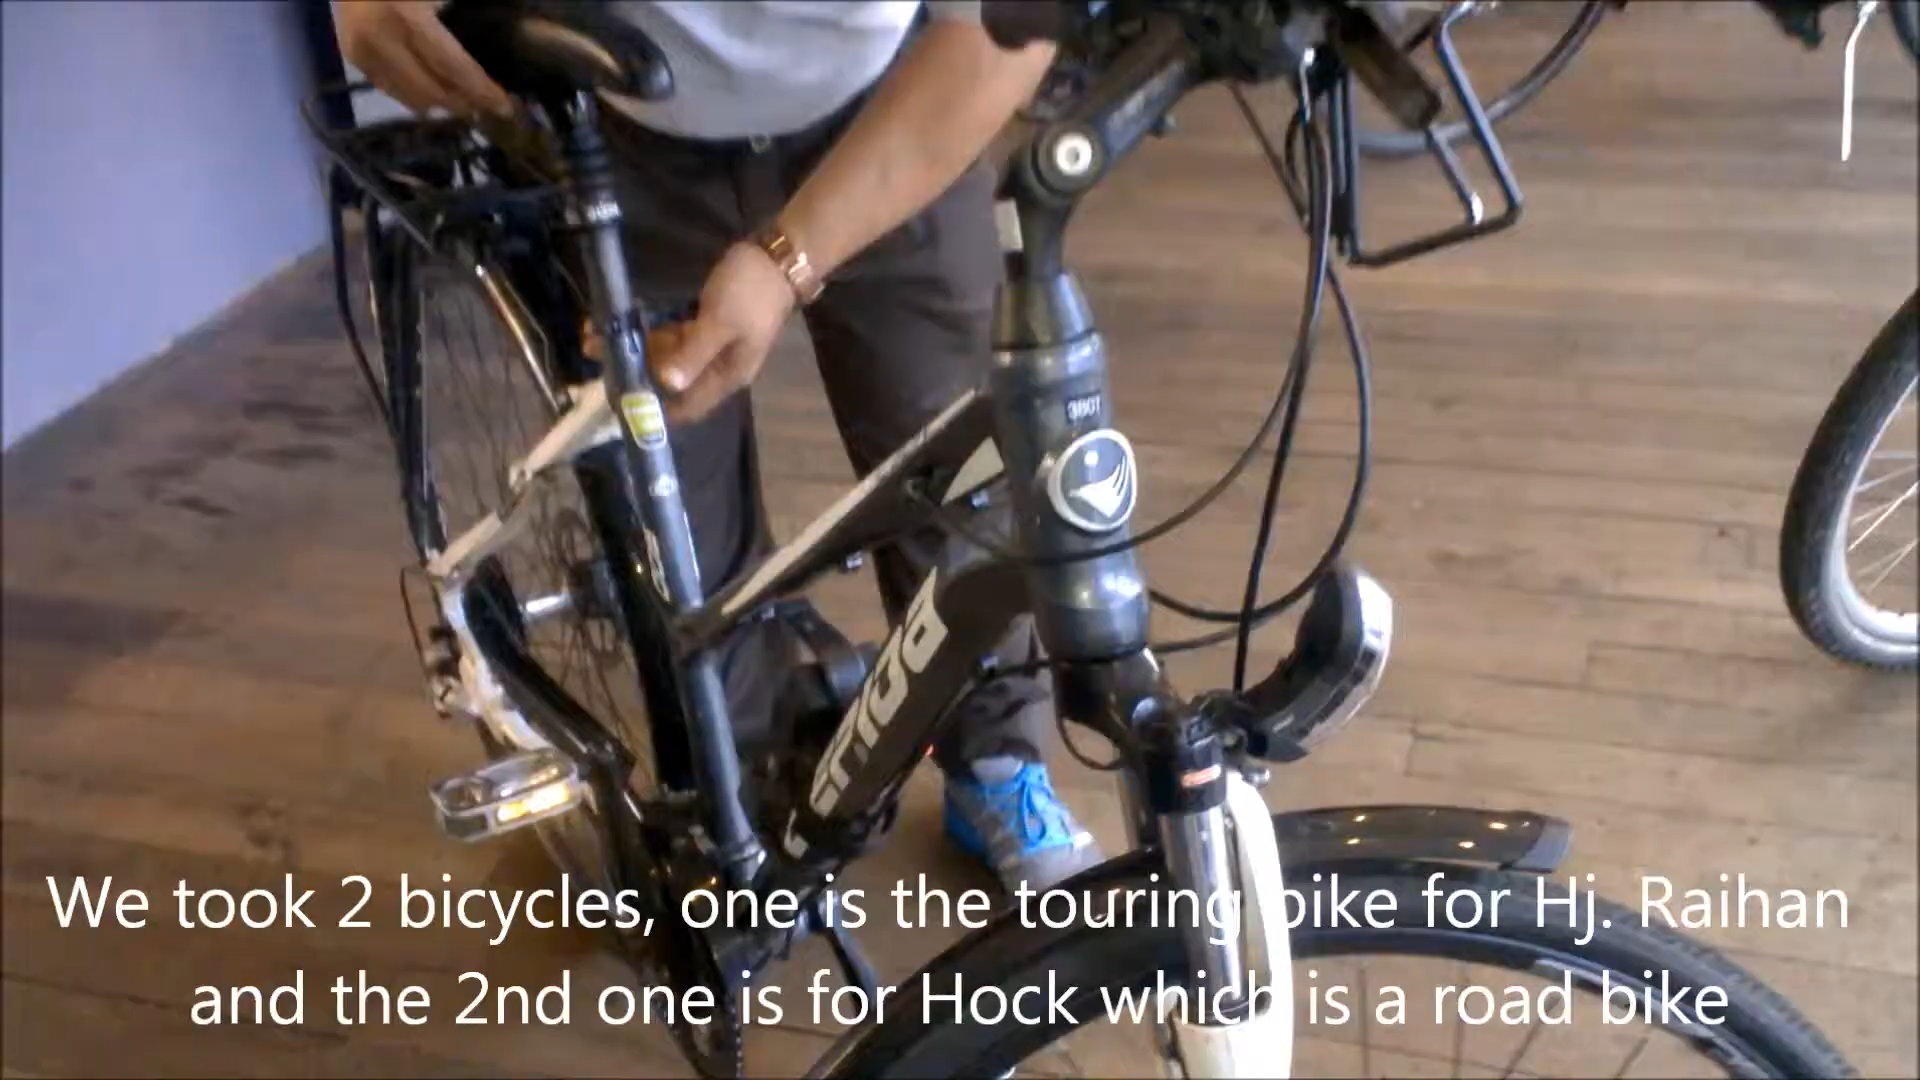 380T
We took 2 bicycles, one is the touring bike for Hj. Raihan
and the 2nd one is for Hock which is a road bike